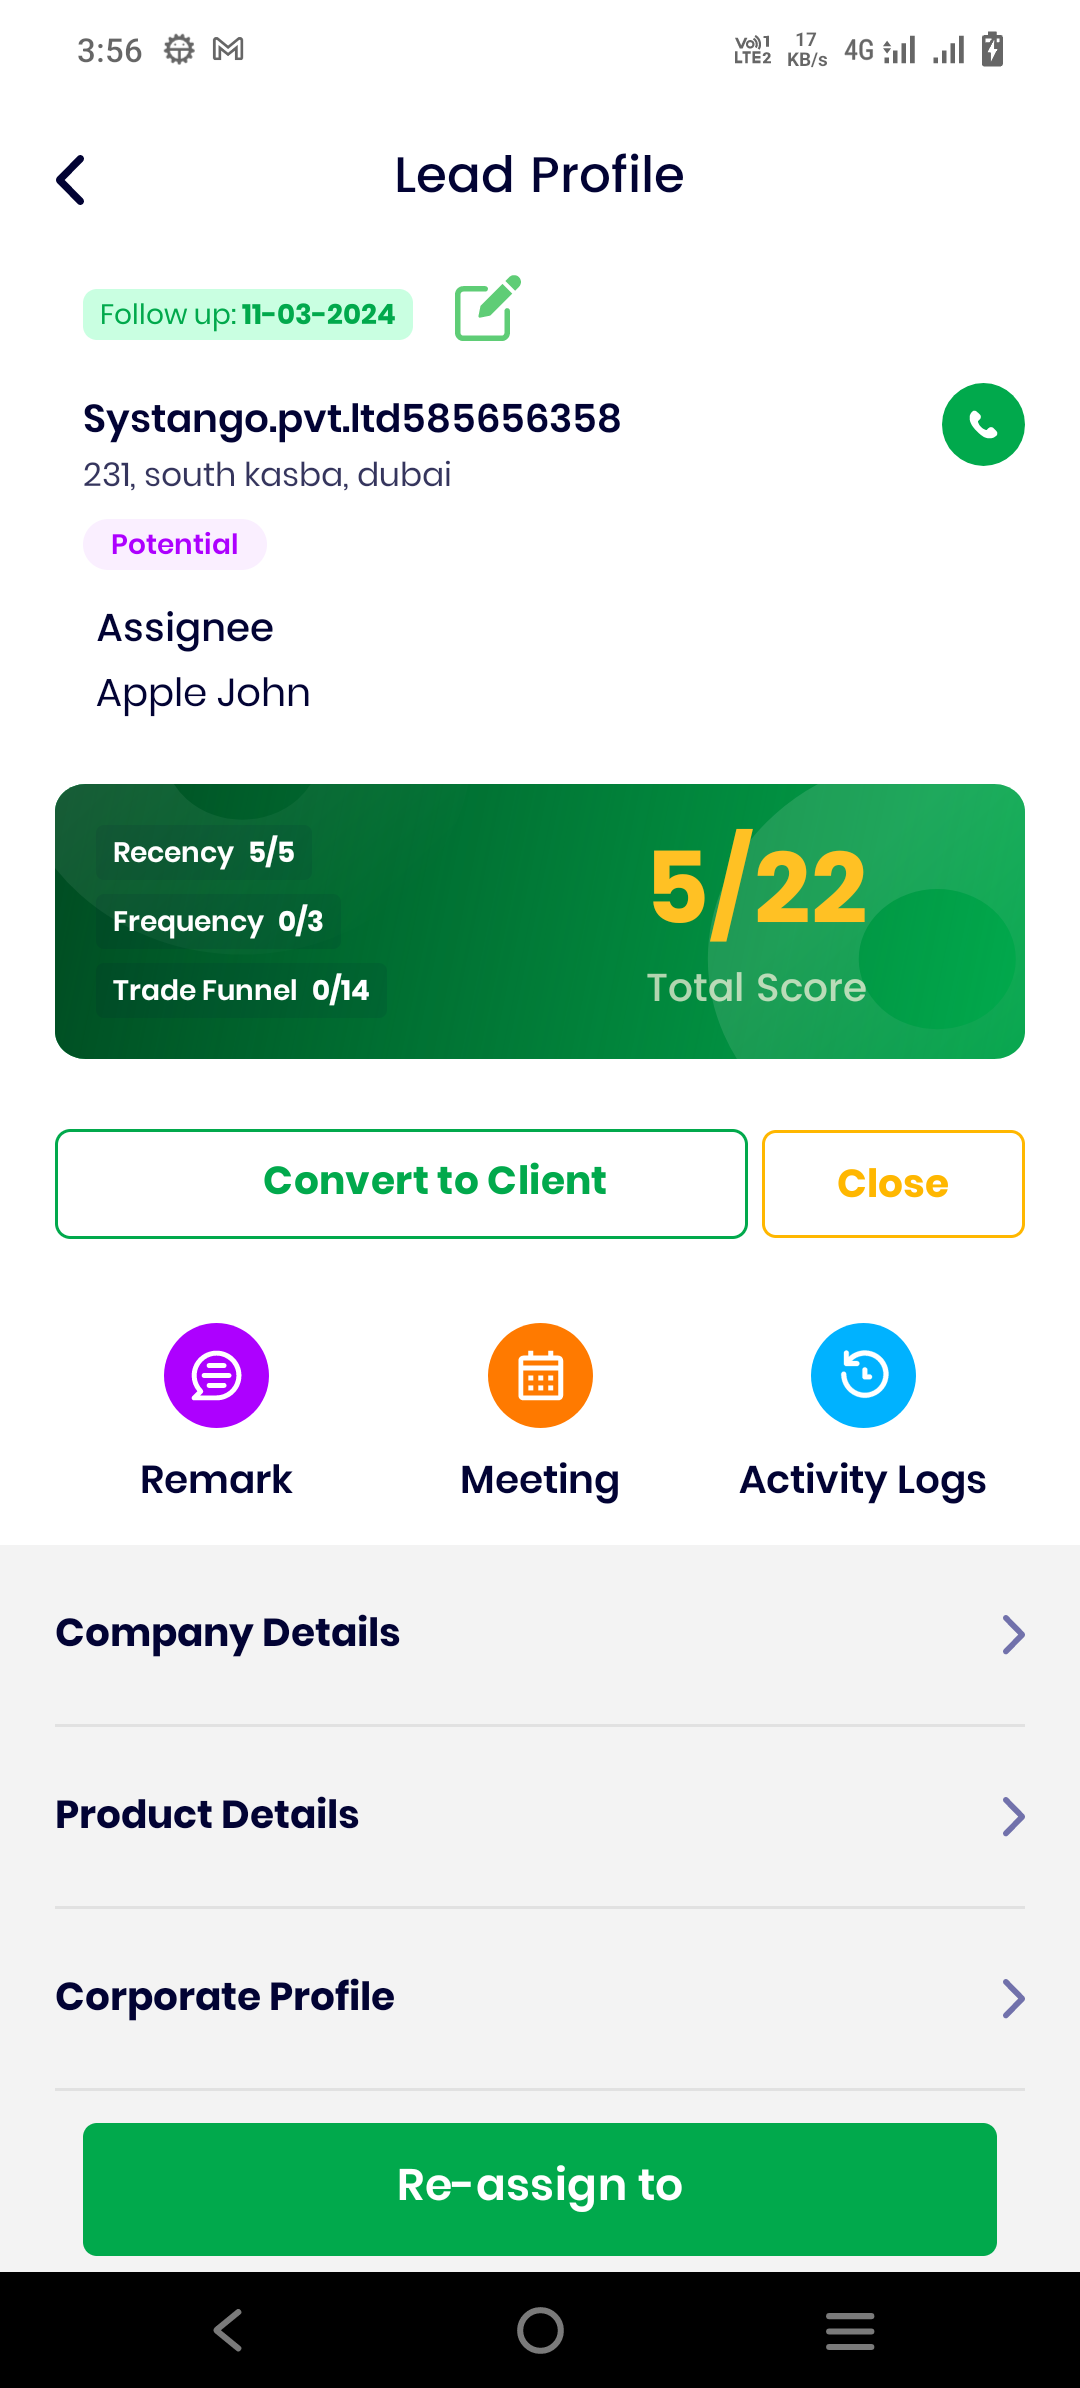 3:56
Vo)) 1 LTE2 17 KB/s 4G
Lead Profile
Follow up: 11-03-2024
Systango.pvt.ltd585656358
231, south kasba, dubai
Potential
Assignee
Apple John
Recency 5/5
Frequency 0/3
Trade Funnel 0/14
5/22
Total Score
Convert to Client
Close
Remark
Meeting
Activity Logs
Company Details
Product Details
Corporate Profile
Re-assign to